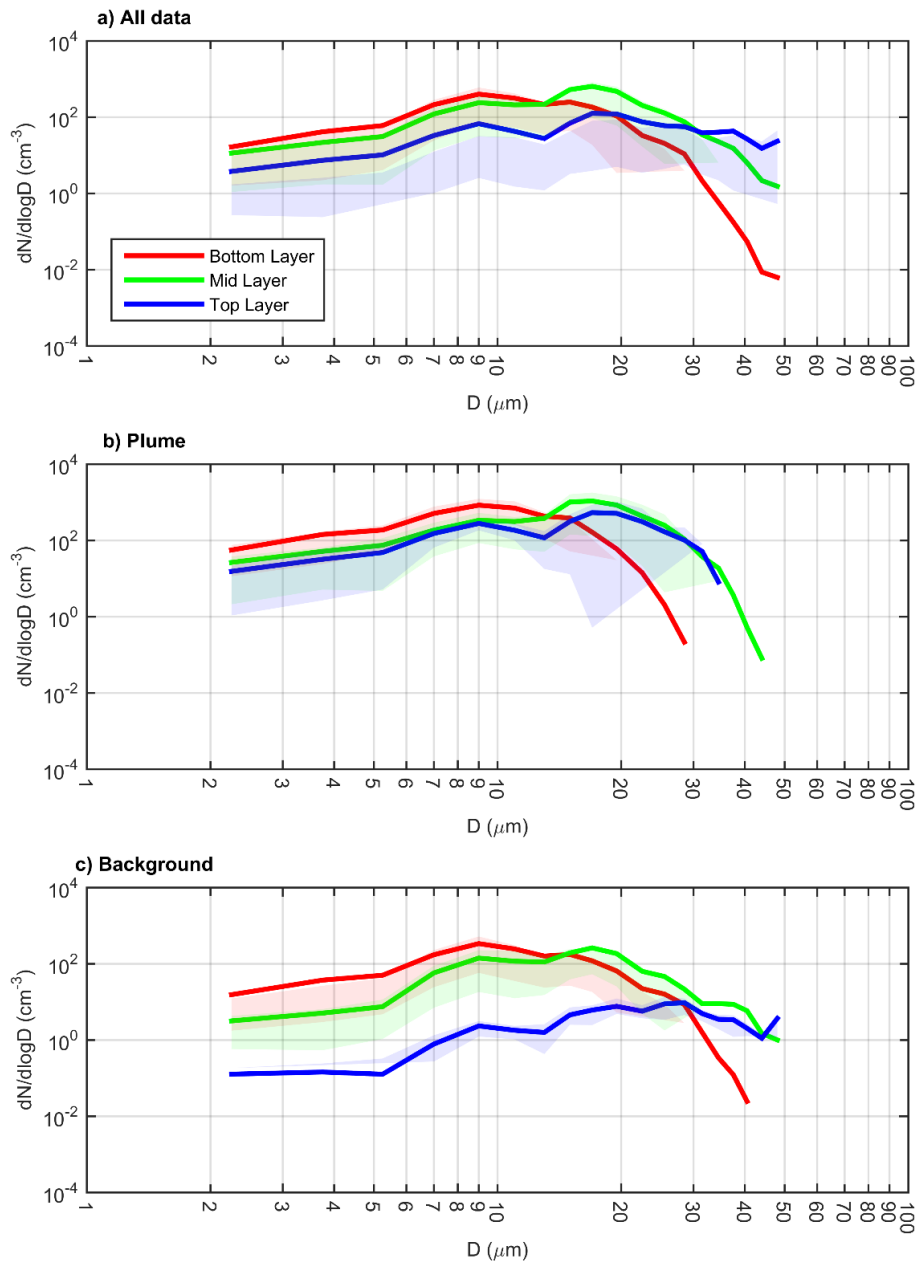 a) All data
10^4
10^2
10^0
10^-2
10^-4
dN/dlogD (cm^-3)
Bottom Layer
Mid Layer
Top Layer
1 2 3 4 5 6 7 8 9 10 20 30 40 50 60 70 80 90 100
D (μm)
b) Plume
10^4
10^2
10^0
10^-2
10^-4
dN/dlogD (cm^-3)
1 2 3 4 5 6 7 8 9 10 20 30 40 50 60 70 80 90 100
D (μm)
c) Background
10^4
10^2
10^0
10^-2
10^-4
dN/dlogD (cm^-3)
1 2 3 4 5 6 7 8 9 10 20 30 40 50 60 70 80 90 100
D (μm)